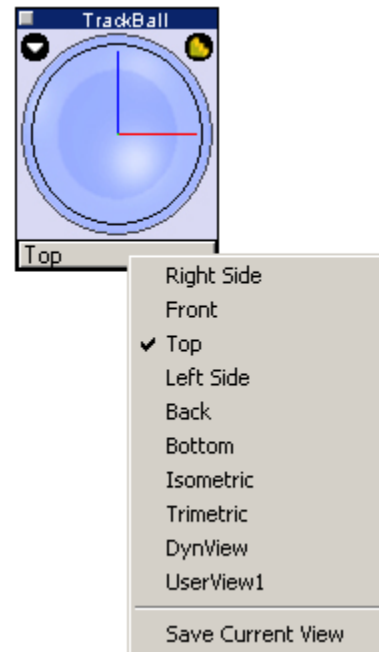 TrackBall
Top
Right Side
Front
Top
Left Side
Back
Bottom
Isometric
Trimetric
DynView
UserView1
Save Current View